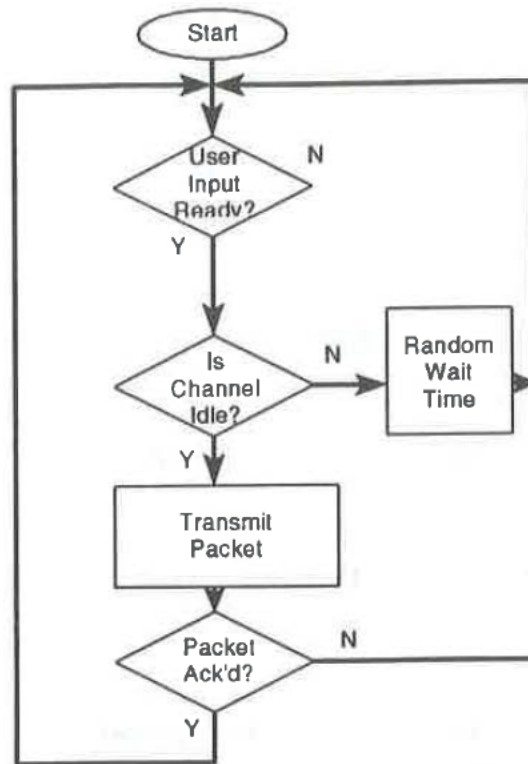 Start
User
Input
Ready?
N
Y
Is
Channel
Idle?
N
Random
Wait
Time
Y
Transmit
Packet
Packet
Ack'd?
N
Y